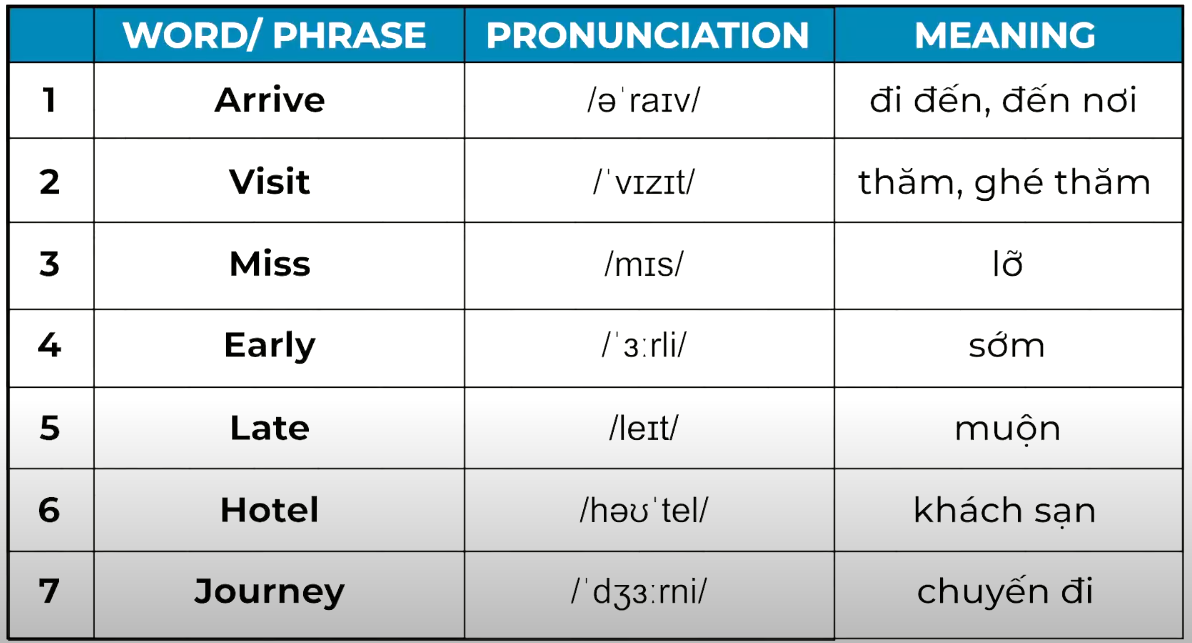 WORD/ PHRASE PRONUNCIATION MEANING
1 Arrive /əˈraɪv/ đi đến, đến nơi
2 Visit /ˈvɪzɪt/ thăm, ghé thăm
3 Miss /mɪs/ lỡ
4 Early /ˈɜːrli/ sớm
5 Late /leɪt/ muộn
6 Hotel /həʊˈtel/ khách sạn
7 Journey /ˈdʒɜːrni/ chuyến đi